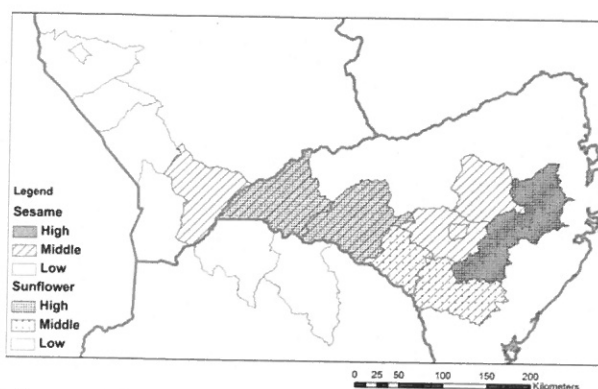 Legend
Sesame
High
Middle
Low
Sunflower
High
Middle
Low
0 25 50 100 150 200
Kilometers